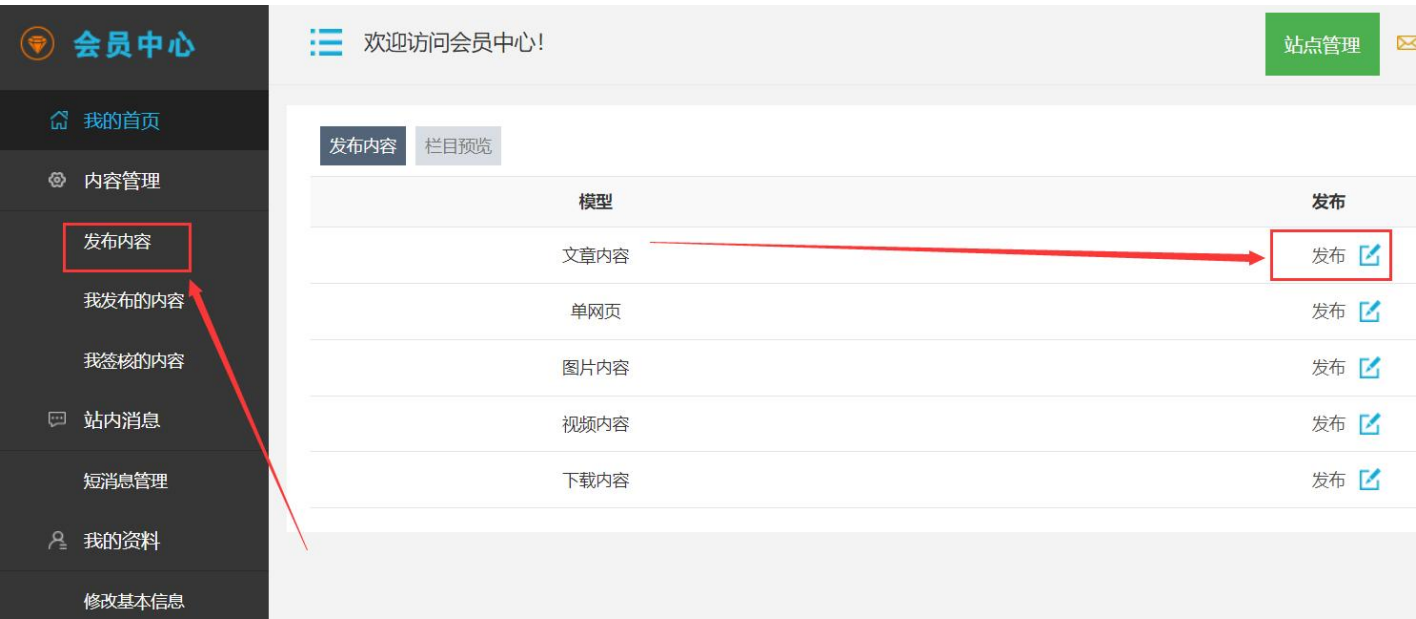 会员中心
我的首页
内容管理
发布内容
我发布的内容
我签核的内容
站内消息
短消息管理
我的资料
修改基本信息
欢迎访问会员中心!
站点管理
发布内容 栏目预览
模型 发布
文章内容 发布
单网页 发布
图片内容 发布
视频内容 发布
下载内容 发布